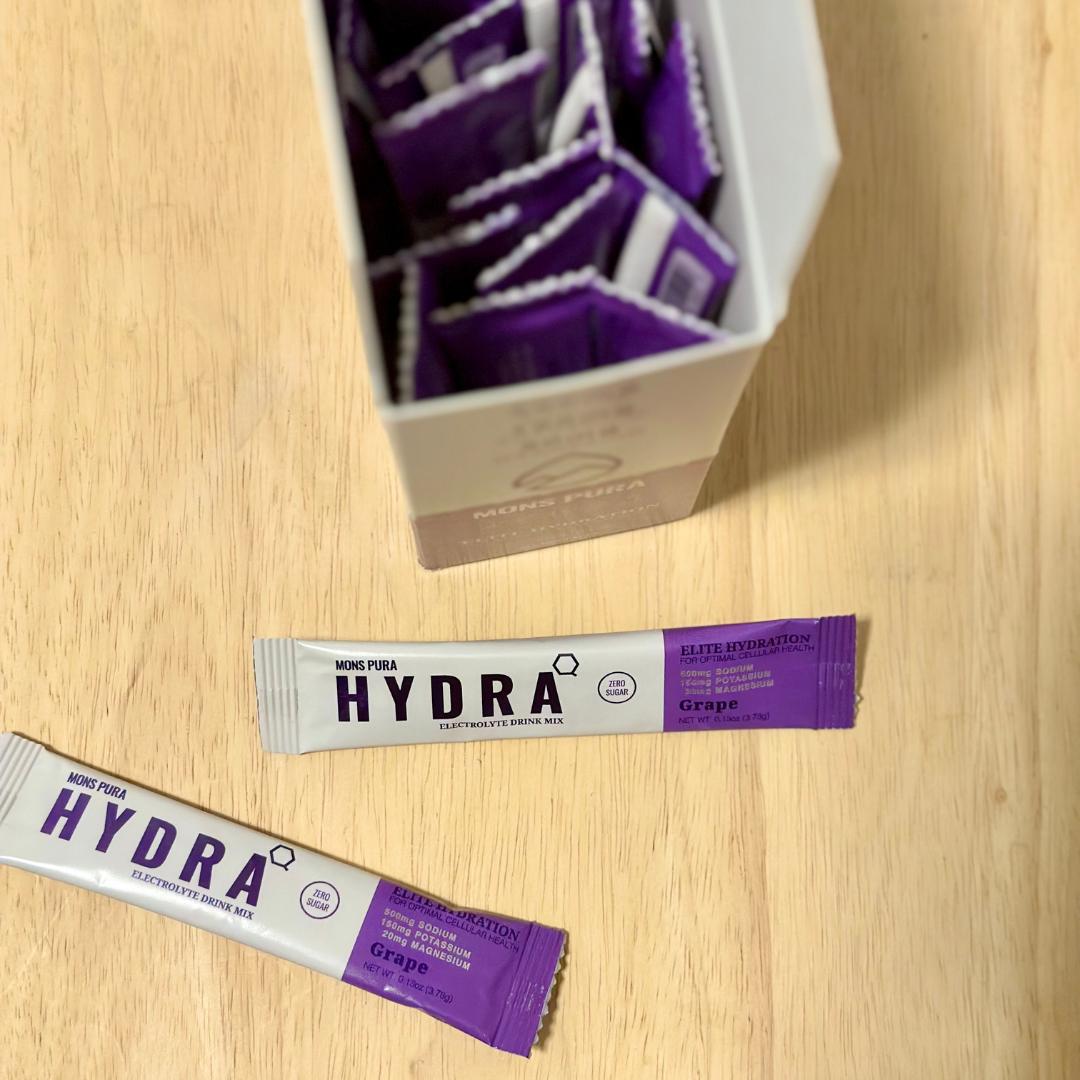 MONS PURA
ELITE HYDRATION
MONS PURA
HYDRA
ELECTROLYTE DRINK MIX
ZERO
SUGAR
ELITE HYDRATION
FOR OPTIMAL CELLULAR HEALTH
500mg SODIUM
150mg POTASSIUM
20mg MAGNESIUM
Grape
NET WT 0.13oz (3.78g)
MONS PURA
HYDRA
ELECTROLYTE DRINK MIX
ZERO
SUGAR
ELITE HYDRATION
FOR OPTIMAL CELLULAR HEALTH
500mg SODIUM
150mg POTASSIUM
20mg MAGNESIUM
Grape
NET WT 0.13oz (3.78g)